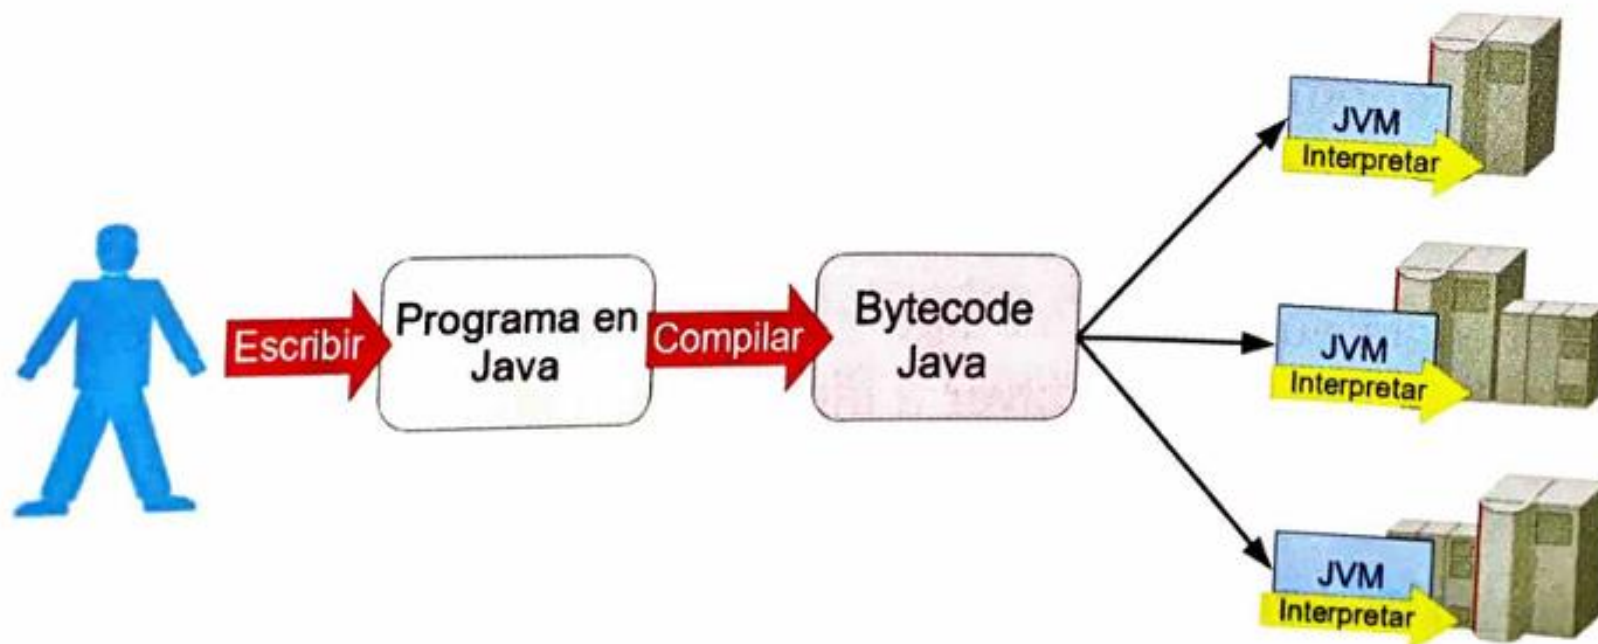 Escribir
Programa en
Java
Compilar
Bytecode
Java
JVM
Interpretar
JVM
Interpretar
JVM
Interpretar